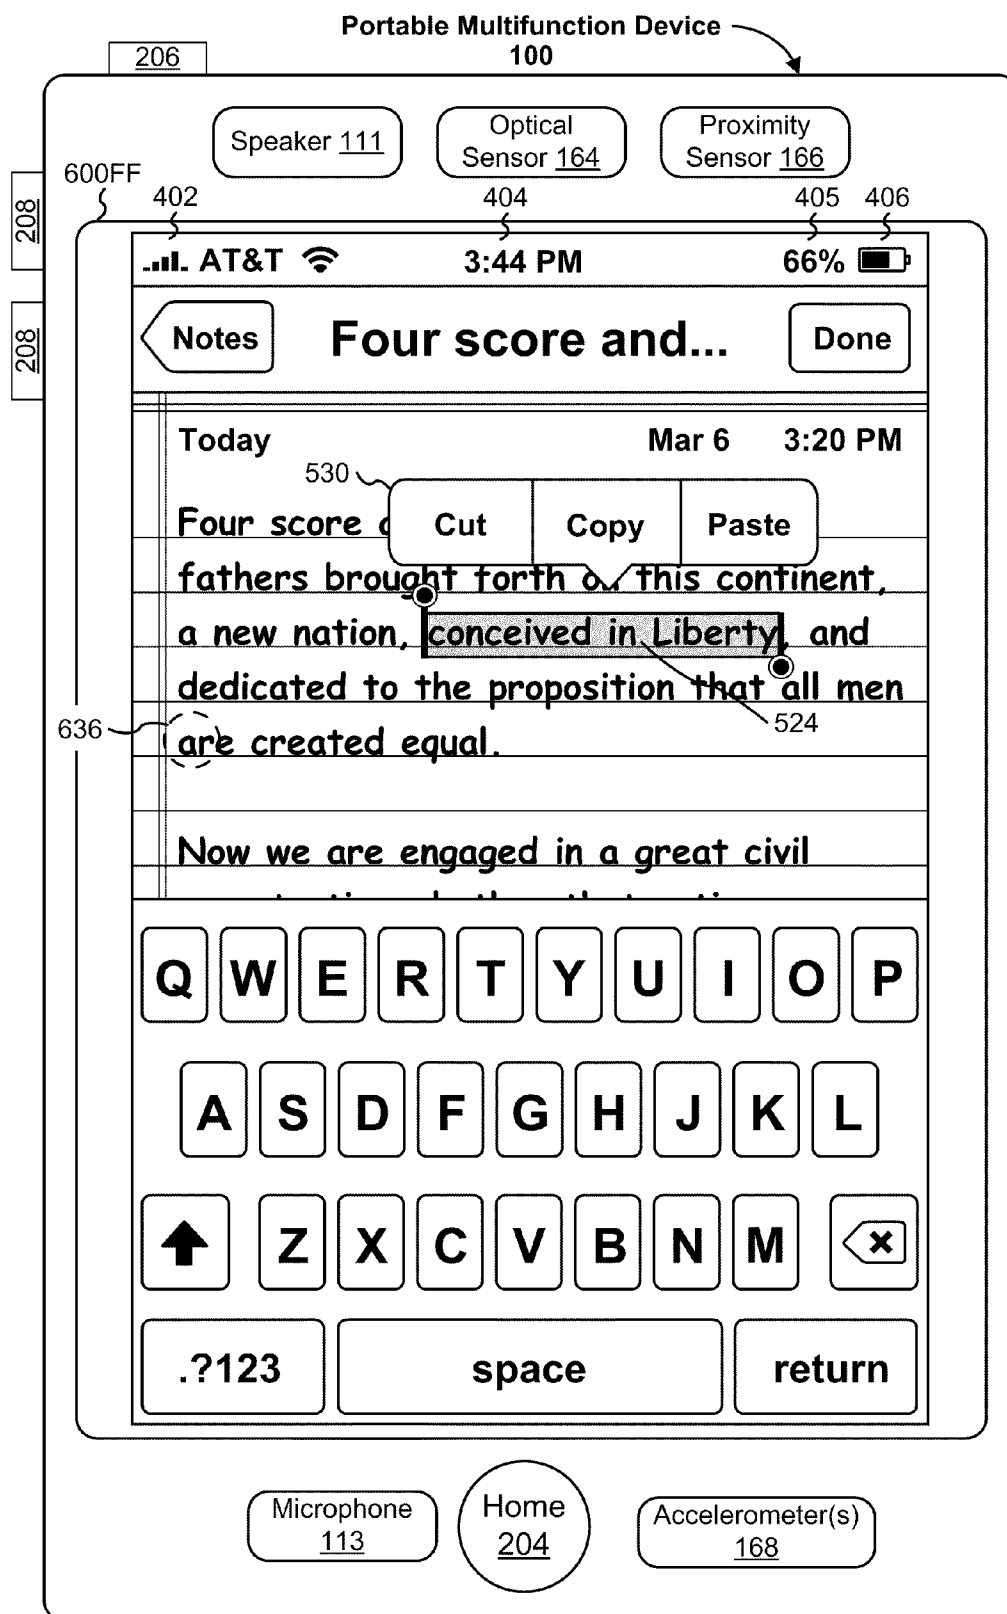 Portable Multifunction Device
100
206
Speaker 111
Optical
Sensor 164
Proximity
Sensor 166
208
600FF
402
404
405
406
AT&T
3:44 PM
66%
208
Notes
Four score and...
Done
Today
Mar 6
3:20 PM
530
Cut
Copy
Paste
Four score
fathers brought forth on this continent,
a new nation, conceived in Liberty, and
dedicated to the proposition that all men
524
636
are created equal.
Now we are engaged in a great civil
Q W E R T Y U I O P
A S D F G H J K L
Z X C V B N M
.?123
space
return
Microphone
113
Home
204
Accelerometer(s)
168